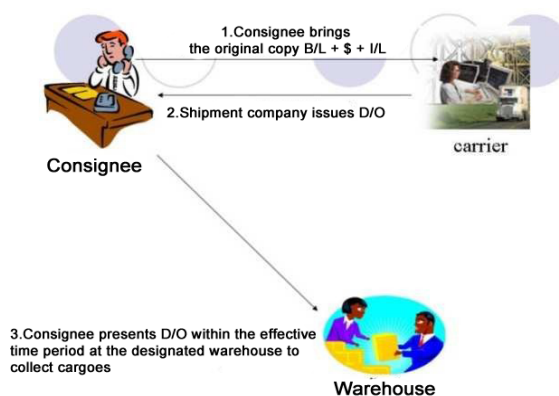 1.Consignee brings
the original copy B/L + $ + I/L
2.Shipment company issues D/O
Consignee
carrier
3.Consignee presents D/O within the effective
time period at the designated warehouse to
collect cargoes
Warehouse